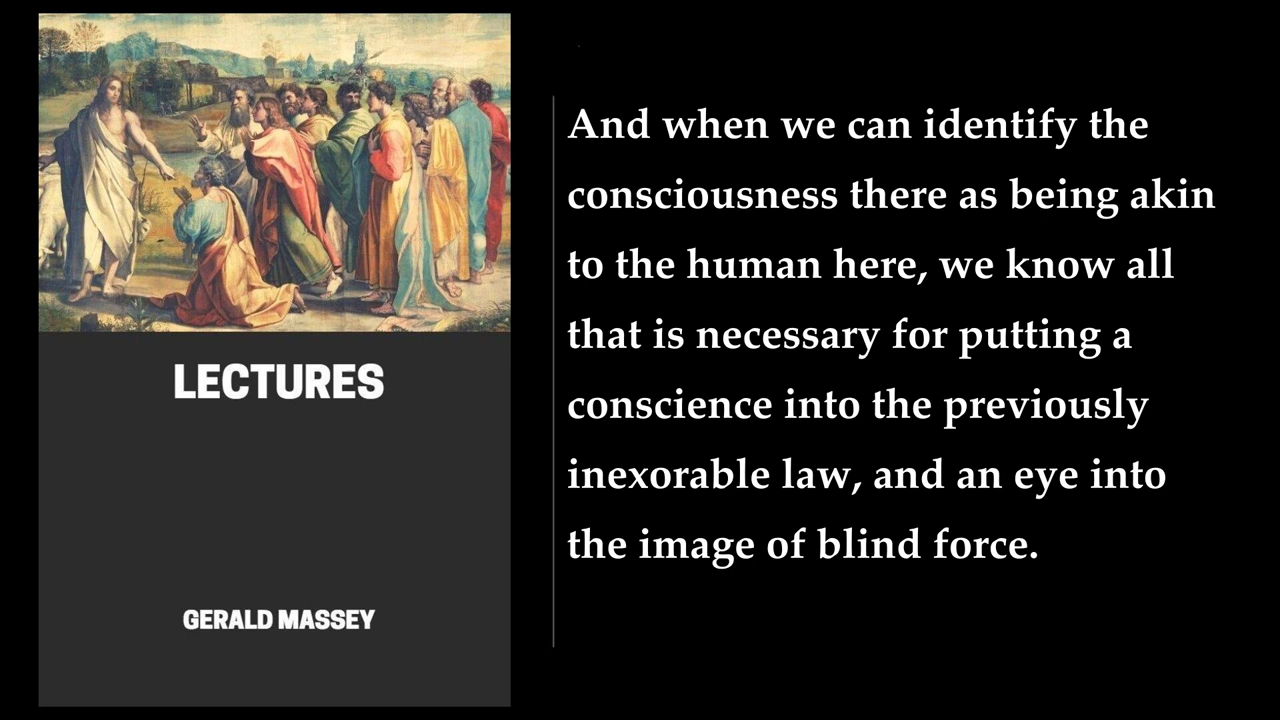 LECTURES
GERALD MASSEY
And when we can identify the
consciousness there as being akin
to the human here, we know all
that is necessary for putting a
conscience into the previously
inexorable law, and an eye into
the image of blind force.